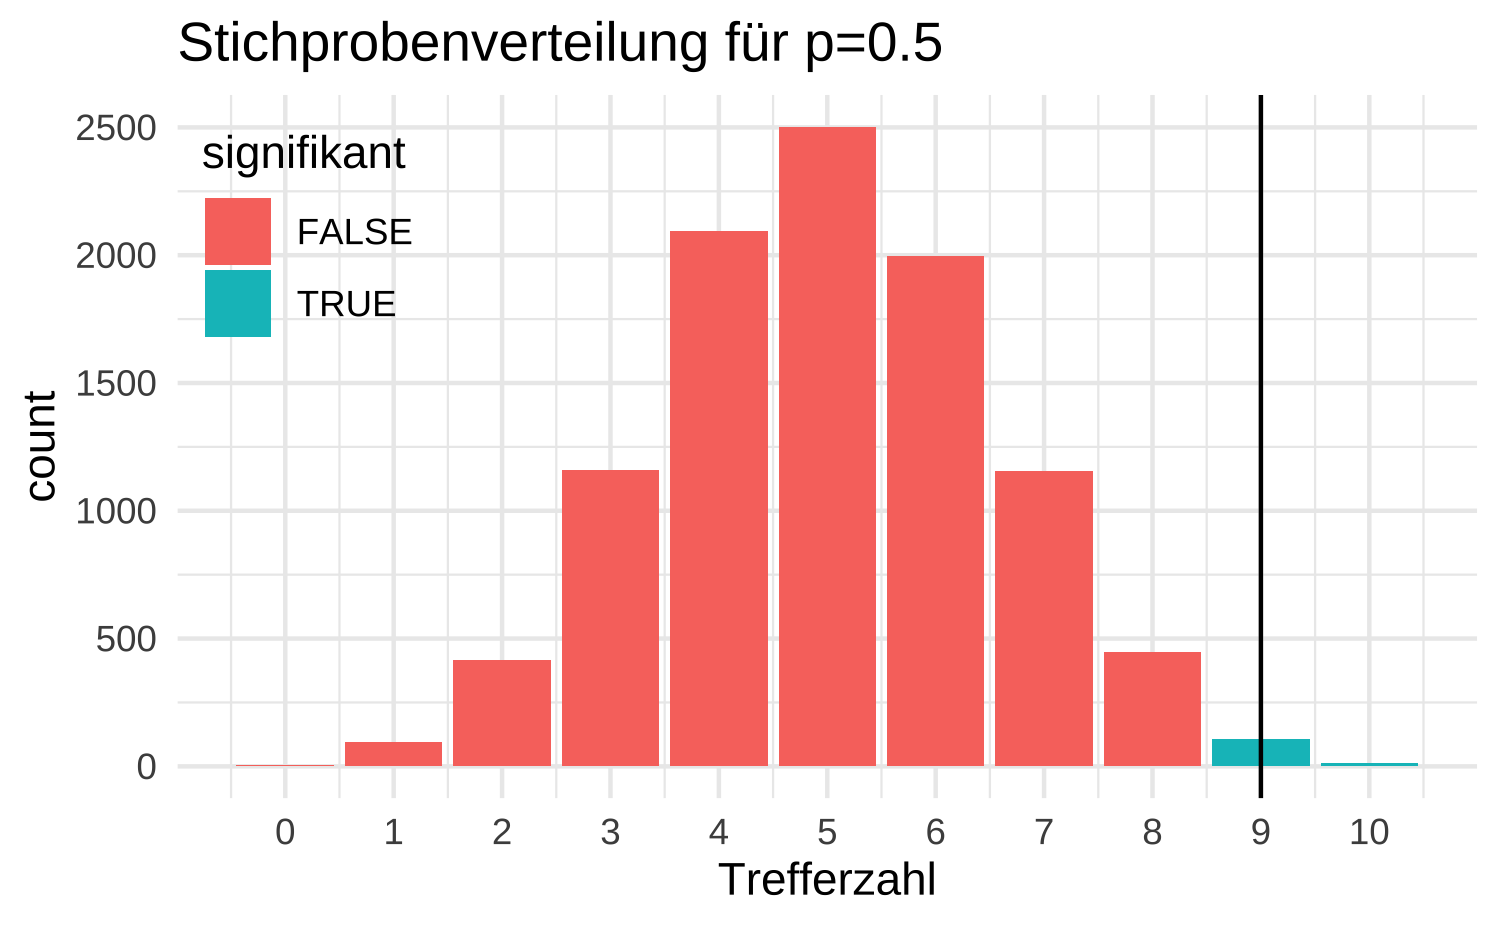 Stichprobenverteilung für p=0.5
signifikant
FALSE
TRUE
count
2500
2000
1500
1000
500
0
0 1 2 3 4 5 6 7 8 9 10
Trefferzahl